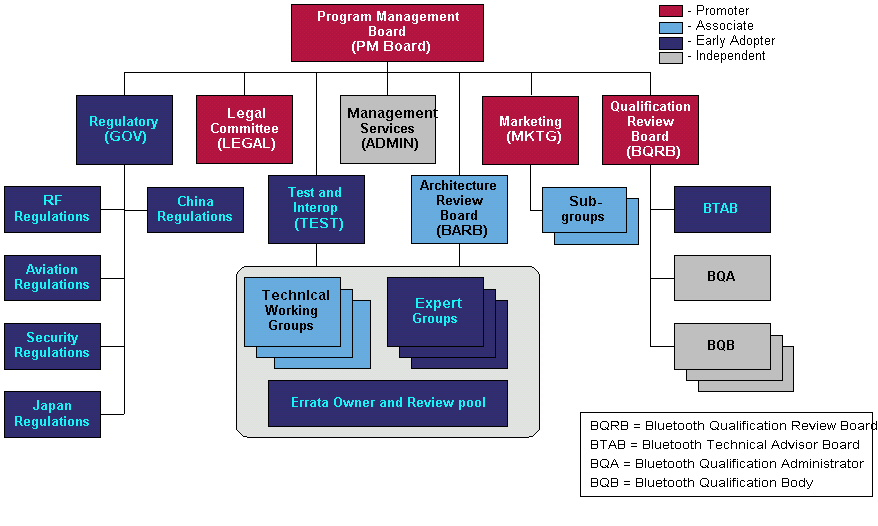 Program Management
Board
(PM Board)
- Promoter
- Associate
- Early Adopter
- Independent
Regulatory
(GOV)
Legal
Committee
(LEGAL)
Management
Services
(ADMIN)
Marketing
(MKTG)
Qualification
Review
Board
(BQRB)
RF
Regulations
China
Regulations
Test and
Interop
(TEST)
Architecture
Review
Board
(BARB)
Sub-
groups
BTAB
Aviation
Regulations
Technical
Working
Groups
Expert
Groups
BQA
Security
Regulations
BQB
Japan
Regulations
Errata Owner and Review pool
BQRB = Bluetooth Qualification Review Board
BTAB = Bluetooth Technical Advisor Board
BQA = Bluetooth Qualification Administrator
BQB = Bluetooth Qualification Body